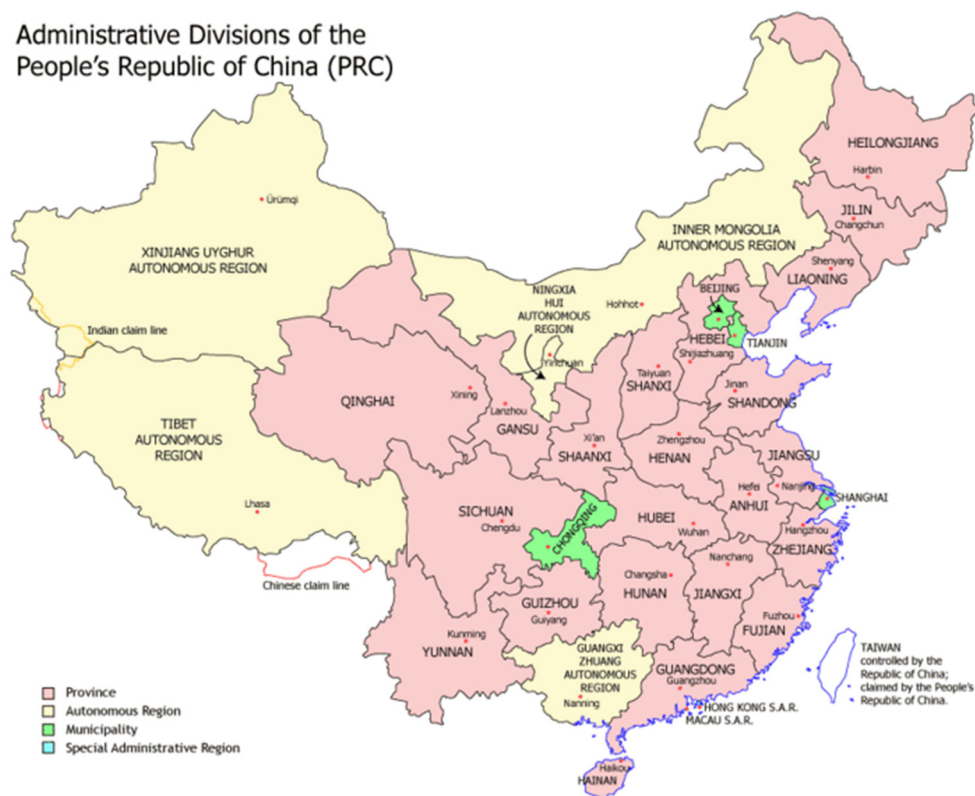 Administrative Divisions of the
People's Republic of China (PRC)
HEILONGJIANG
Harbin
JILIN
Changchun
Ürümqi
INNER MONGOLIA
AUTONOMOUS REGION
Shenyang
LIAONING
XINJIANG UYGHUR
AUTONOMOUS REGION
NINGXIA
HUI
AUTONOMOUS
REGION
BEIJING
Hohhot
Indian claim line
HEBEI
TIANJIN
Yinchuan
Shijiazhuang
Taiyuan
SHANXI
Jinan
SHANDONG
QINGHAI
Xining
Lanzhou
GANSU
TIBET
AUTONOMOUS
REGION
Xi'an
SHAANXI
Zhengzhou
HENAN
JIANGSU
Hefei
Nanjing
ANHUI
SHANGHAI
Lhasa
SICHUAN
Chengdu
CHONGQING
HUBEI
Wuhan
Hangzhou
ZHEJIANG
Nanchang
Chinese claim line
Changsha
HUNAN
JIANGXI
GUIZHOU
Guiyang
Fuzhou
FUJIAN
Kunming
YUNNAN
GUANGXI
ZHUANG
AUTONOMOUS
REGION
Nanning
GUANGDONG
Guangzhou
TAIWAN
controlled by the
Republic of China;
claimed by the People's
Republic of China.
HONG KONG S.A.R.
MACAU S.A.R.
Haikou
HAINAN
Province
Autonomous Region
Municipality
Special Administrative Region